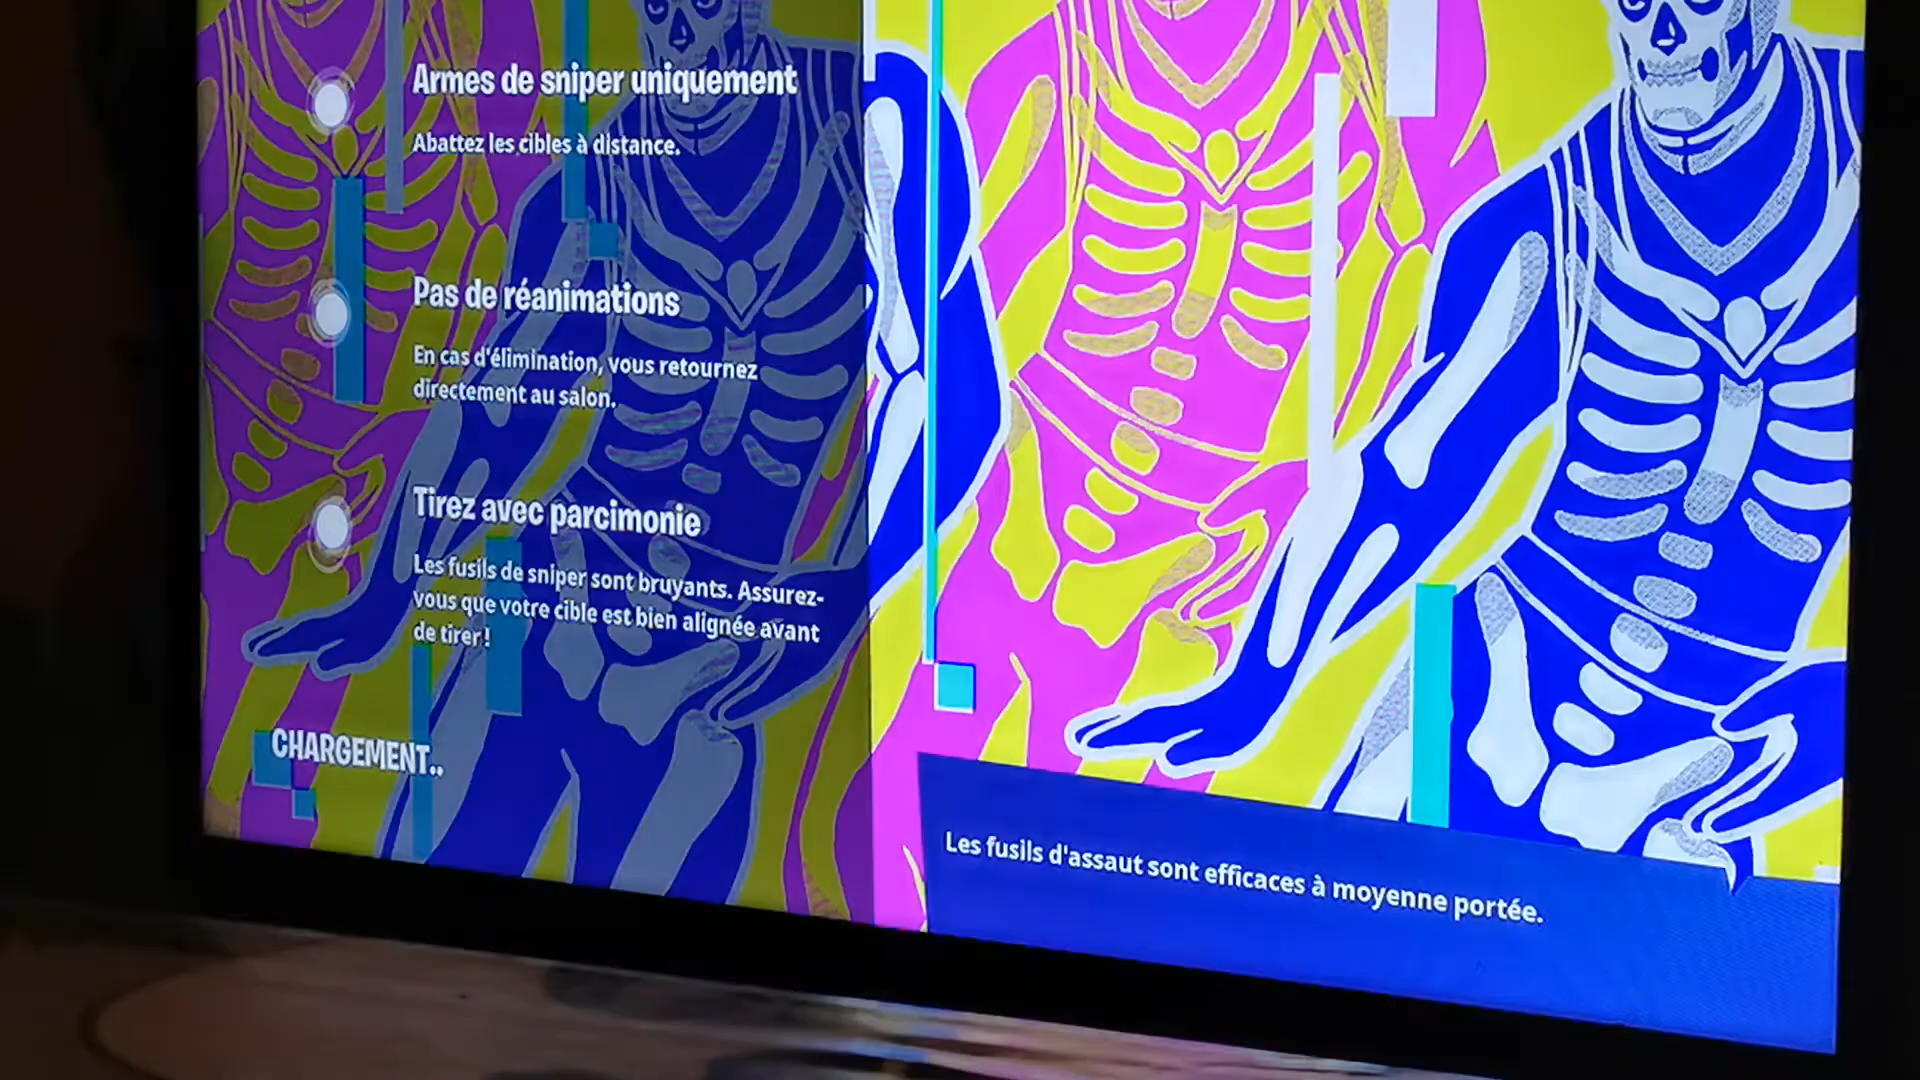 Armes de sniper uniquement
Abattez les cibles à distance.
Pas de réanimations
En cas d'élimination, vous retournez
directement au salon.
Tirez avec parcimonie
Les fusils de sniper sont bruyants. Assurez-
vous que votre cible est bien alignée avant
de tirer !
CHARGEMENT..
Les fusils d'assaut sont efficaces à moyenne portée.